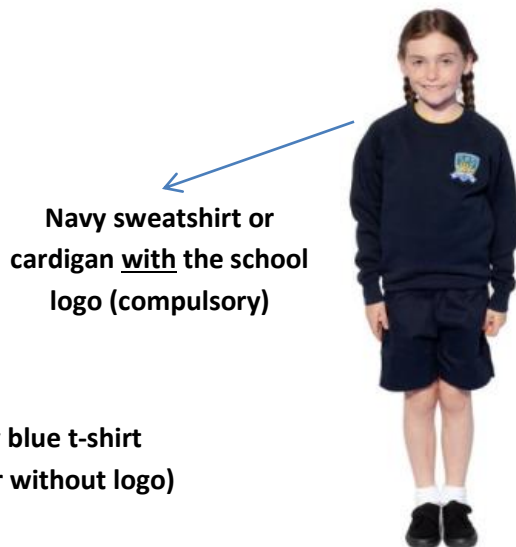 Navy sweatshirt or
cardigan with the school
logo (compulsory)
blue t-shirt
without logo)